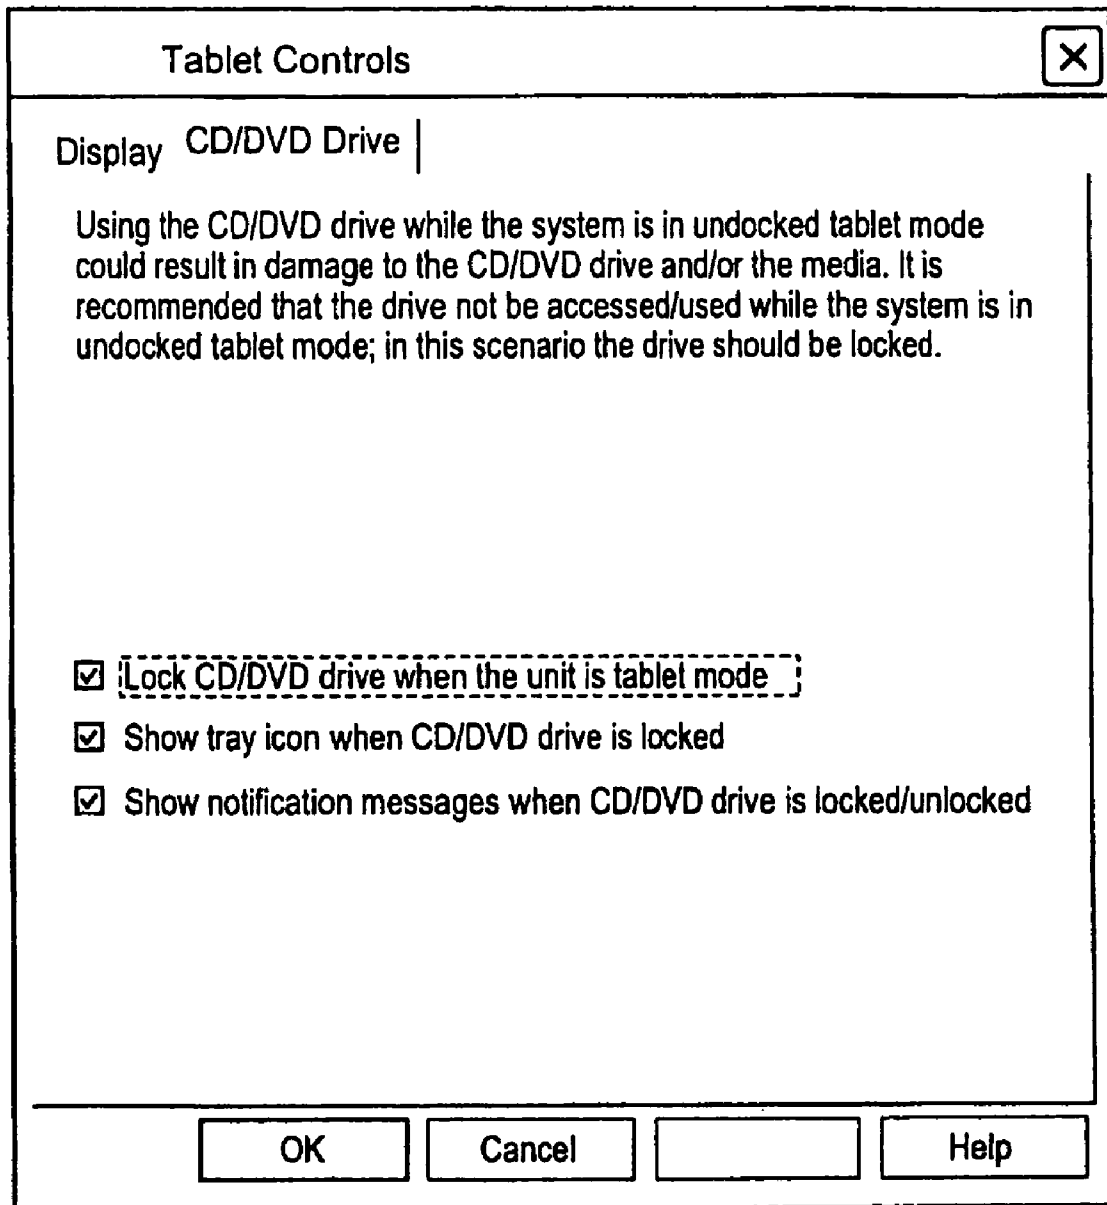 Tablet Controls
Display CD/DVD Drive
Using the CD/DVD drive while the system is in undocked tablet mode
could result in damage to the CD/DVD drive and/or the media. It is
recommended that the drive not be accessed/used while the system is in
undocked tablet mode; in this scenario the drive should be locked.
Lock CD/DVD drive when the unit is tablet mode
Show tray icon when CD/DVD drive is locked
Show notification messages when CD/DVD drive is locked/unlocked
OK Cancel Help